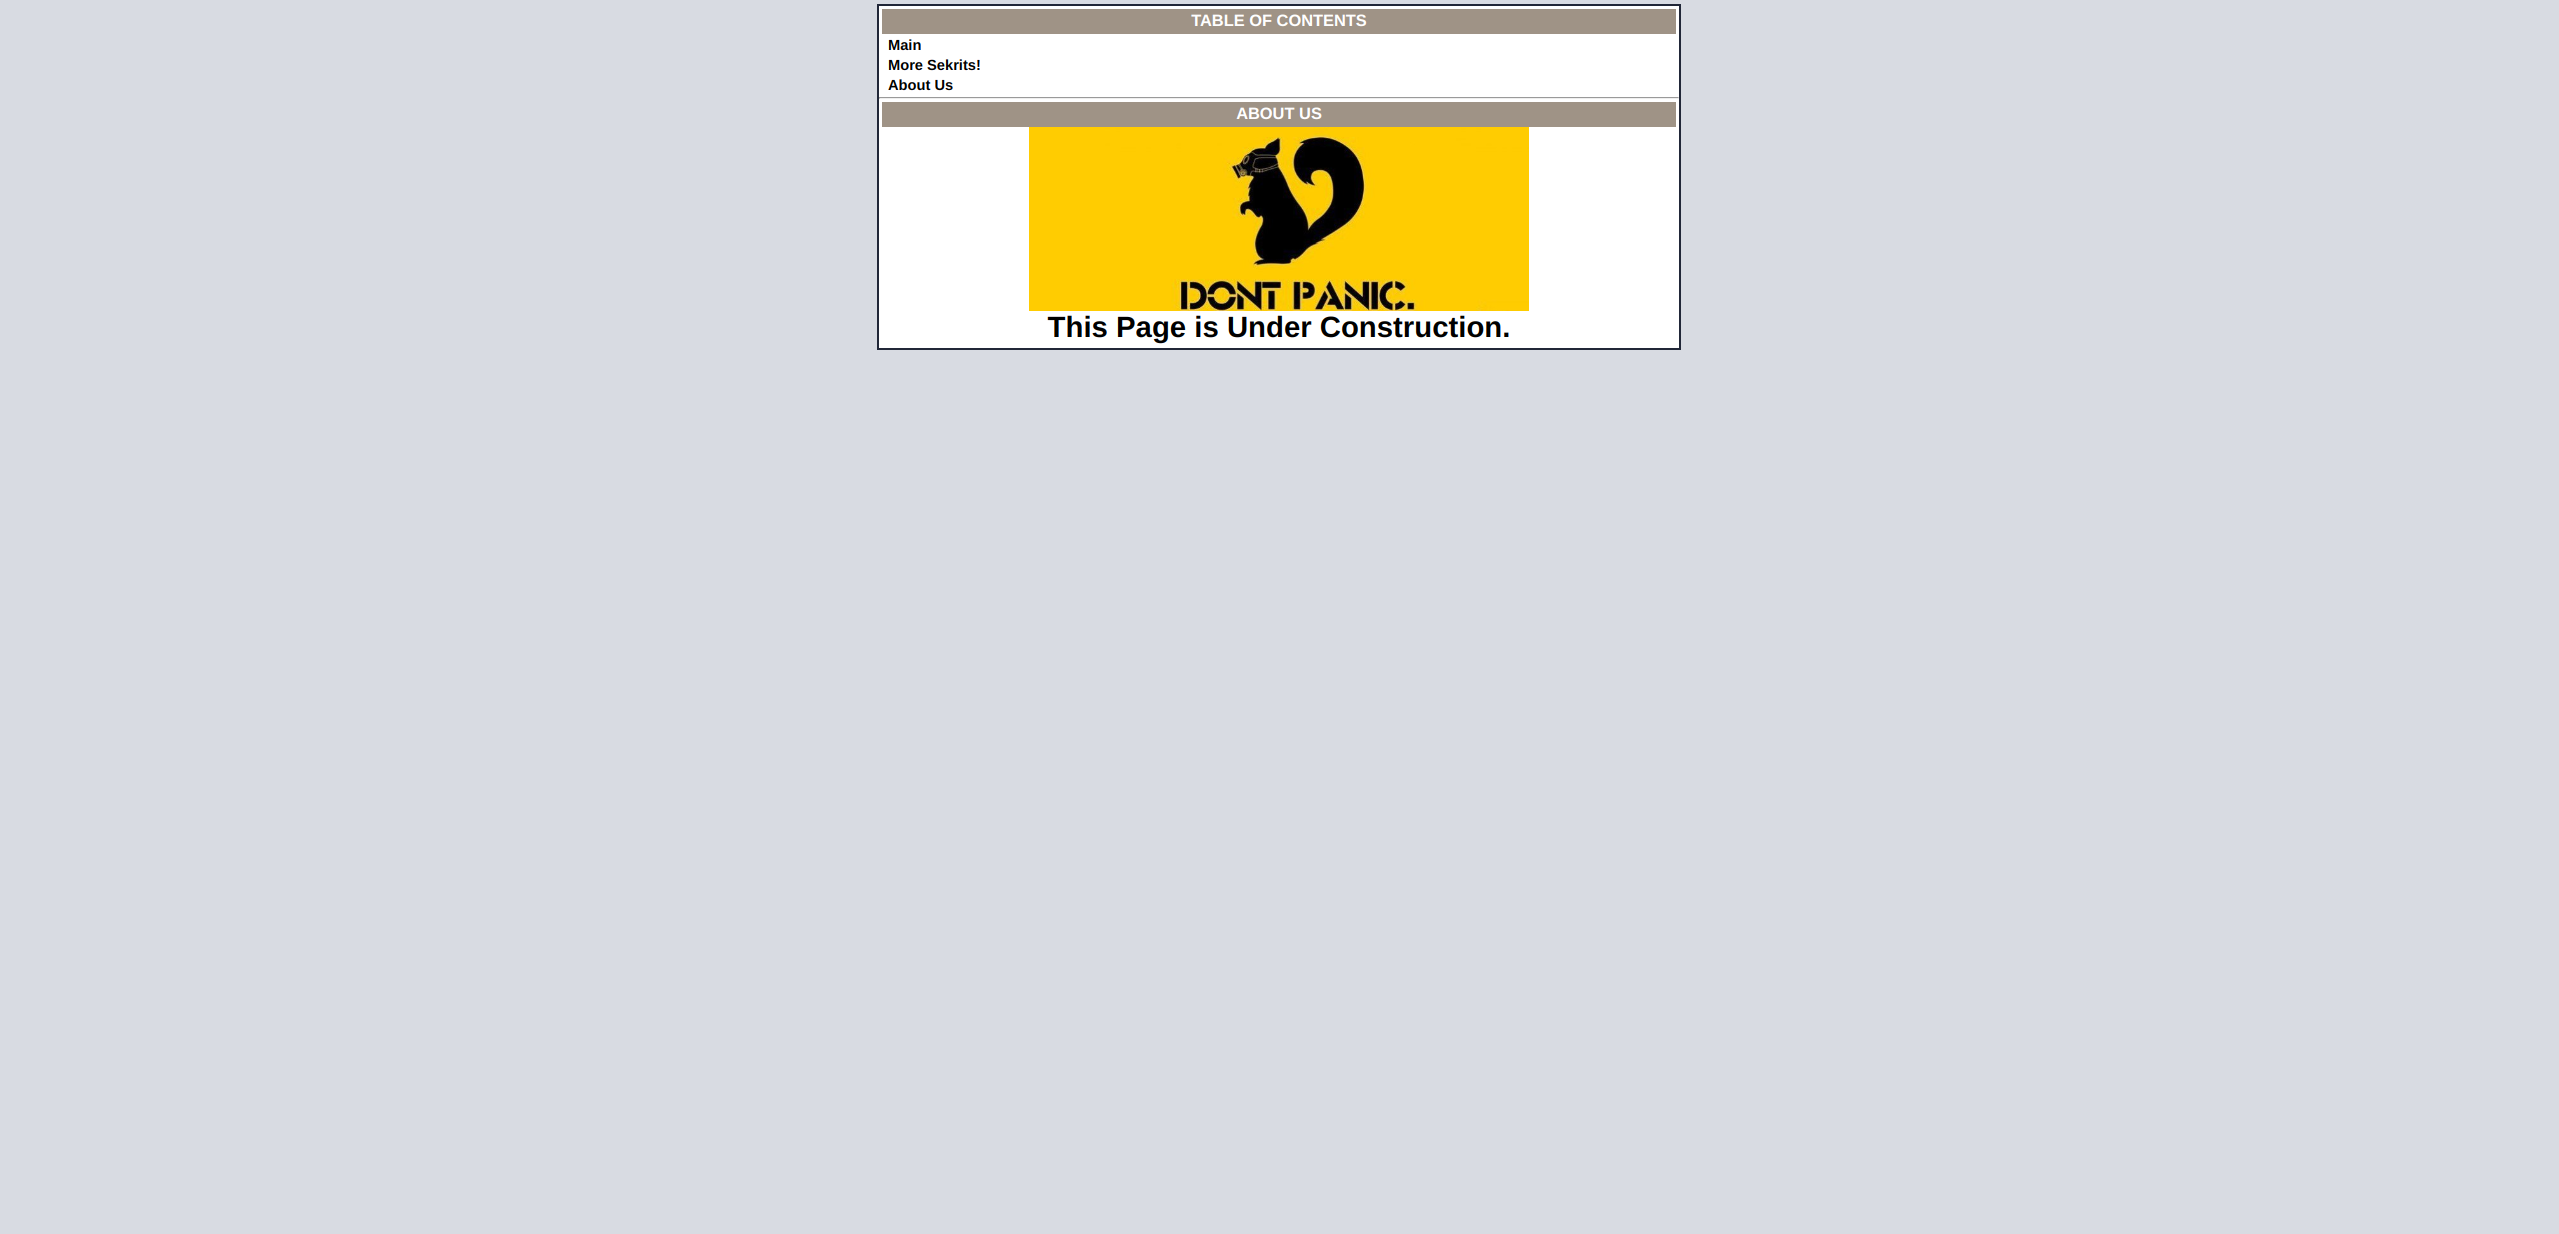 TABLE OF CONTENTS
Main
More Sekrits!
About Us
ABOUT US
DONT PANIC.
This Page is Under Construction.